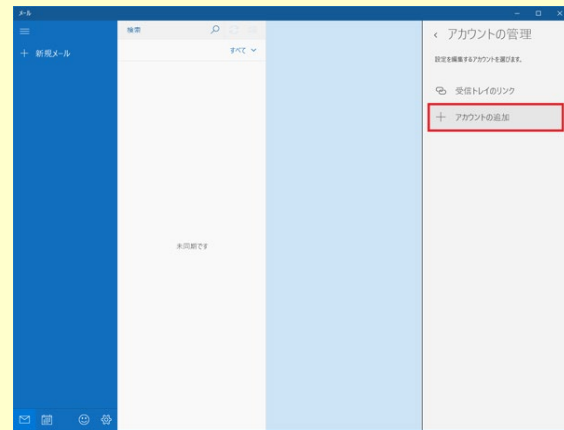 メール
新規メール
検索
すべて
未同期です
アカウントの管理
設定を編集するアカウントを選びます。
受信トレイのリンク
アカウントの追加